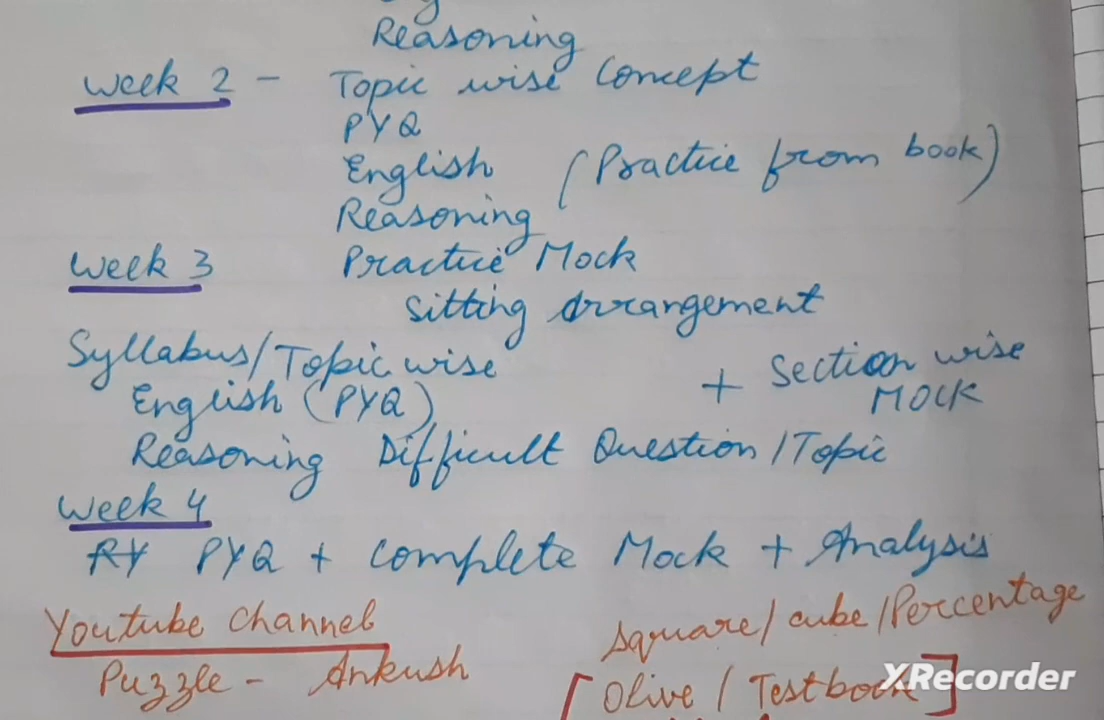 Reasoning
Week 2 - Topic wise Concept
PYQ
English (Practice from book)
Reasoning
Week 3 Practice Mock
Sitting Arrangement
Syllabus/Topic wise + Section wise
English (PYQ) MOCK
Reasoning Difficult Question/Topic
Week 4
RY PYQ + Complete Mock + Analysis
Youtube Channel Square/cube/Percentage
Puzzle - Ankush [Olive / Testbook]
XRecorder